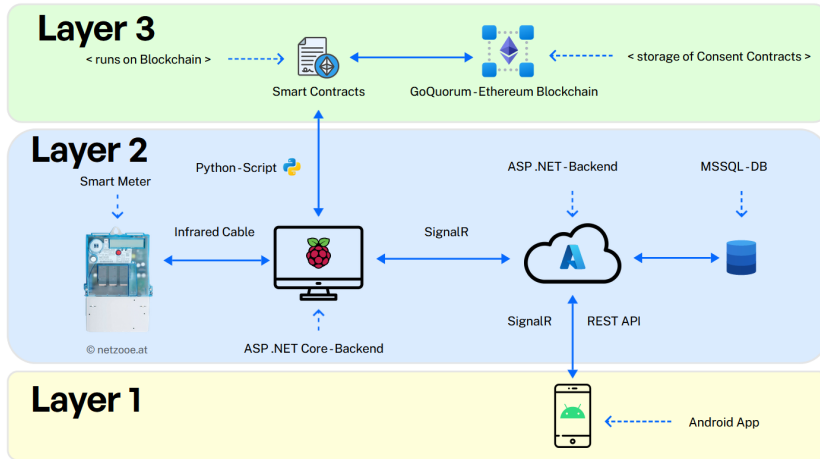 Layer 3
< runs on Blockchain >
< storage of Consent Contracts >
Smart Contracts
GoQuorum - Ethereum Blockchain
Layer 2
Python - Script
ASP .NET - Backend
MSSQL - DB
Smart Meter
Infrared Cable
SignalR
SignalR
REST API
© netzooe.at
ASP .NET Core - Backend
Layer 1
Android App